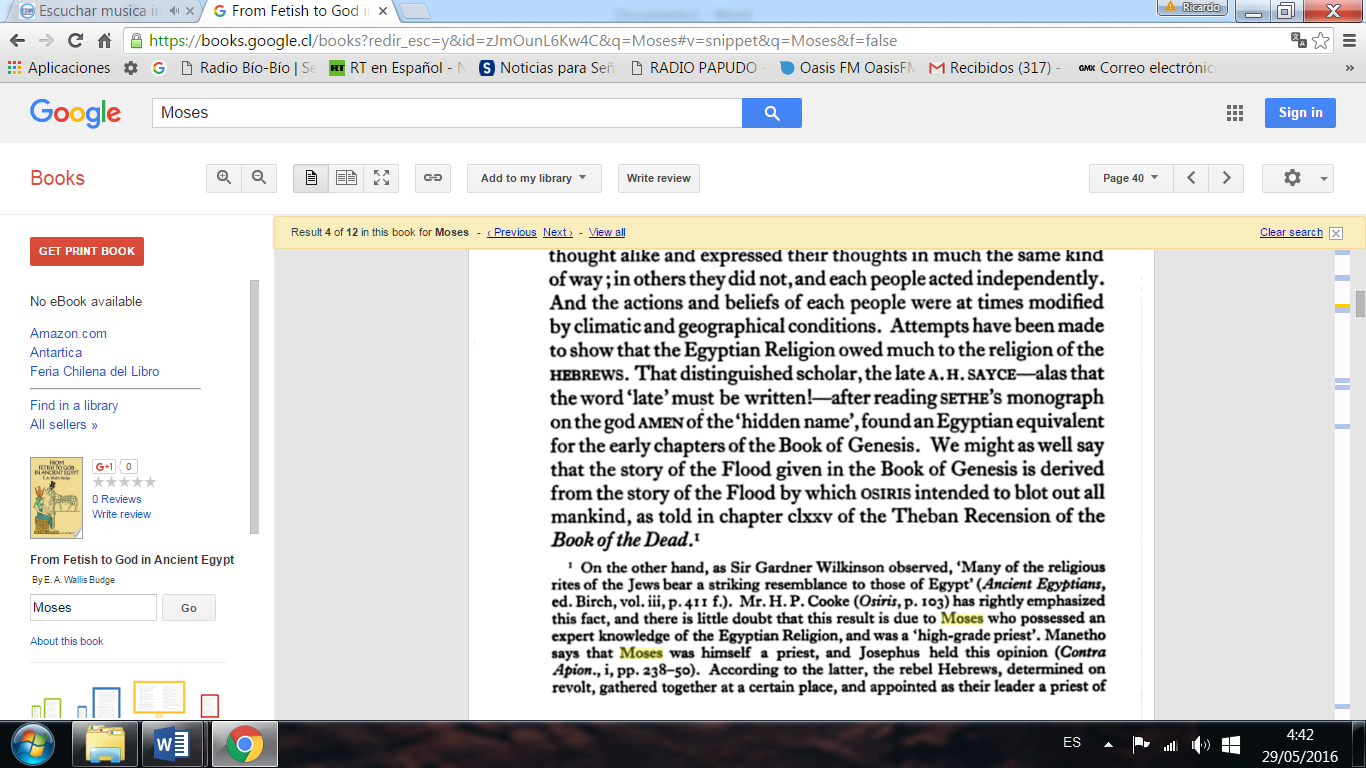 Escuchar musica in
From Fetish to God in
Ricardo
https://books.google.cl/books?redir_esc=y&id=zJmOunL6Kw4C&q=Moses#v=snippet&q=Moses&f=false
Aplicaciones
Radio Bío-Bío | Se
RT en Español - N
Noticias para Señ
RADIO PAPUDO -
Oasis FM OasisFM
Recibidos (317) -
GMX Correo electrónic
»
Google
Moses
Sign in
Books
Add to my library
Write review
Page 40
GET PRINT BOOK
No eBook available
Amazon.com
Antartica
Feria Chilena del Libro
Find in a library
All sellers »
G+1 0
0 Reviews
Write review
From Fetish to God in Ancient Egypt
By E. A. Wallis Budge
Moses
Go
About this book
Result 4 of 12 in this book for Moses - ‹ Previous Next › - View all
Clear search
thought alike and expressed their thoughts in much the same kind
of way; in others they did not, and each people acted independently.
And the actions and beliefs of each people were at times modified
by climatic and geographical conditions. Attempts have been made
to show that the Egyptian Religion owed much to the religion of the
HEBREWS. That distinguished scholar, the late A. H. SAYCE—alas that
the word 'late' must be written!—after reading SETHE's monograph
on the god AMEN of the 'hidden name', found an Egyptian equivalent
for the early chapters of the Book of Genesis. We might as well say
that the story of the Flood given in the Book of Genesis is derived
from the story of the Flood by which OSIRIS intended to blot out all
mankind, as told in chapter clxxv of the Theban Recension of the
Book of the Dead.¹
¹ On the other hand, as Sir Gardner Wilkinson observed, 'Many of the religious
rites of the Jews bear a striking resemblance to those of Egypt' (Ancient Egyptians,
ed. Birch, vol. iii, p. 411 f.). Mr. H. P. Cooke (Osiris, p. 103) has rightly emphasized
this fact, and there is little doubt that this result is due to Moses who possessed an
expert knowledge of the Egyptian Religion, and was a 'high-grade priest'. Manetho
says that Moses was himself a priest, and Josephus held this opinion (Contra
Apion., i, pp. 238–50). According to the latter, the rebel Hebrews, determined on
revolt, gathered together at a certain place, and appointed as their leader a priest of
ES
4:42
29/05/2016